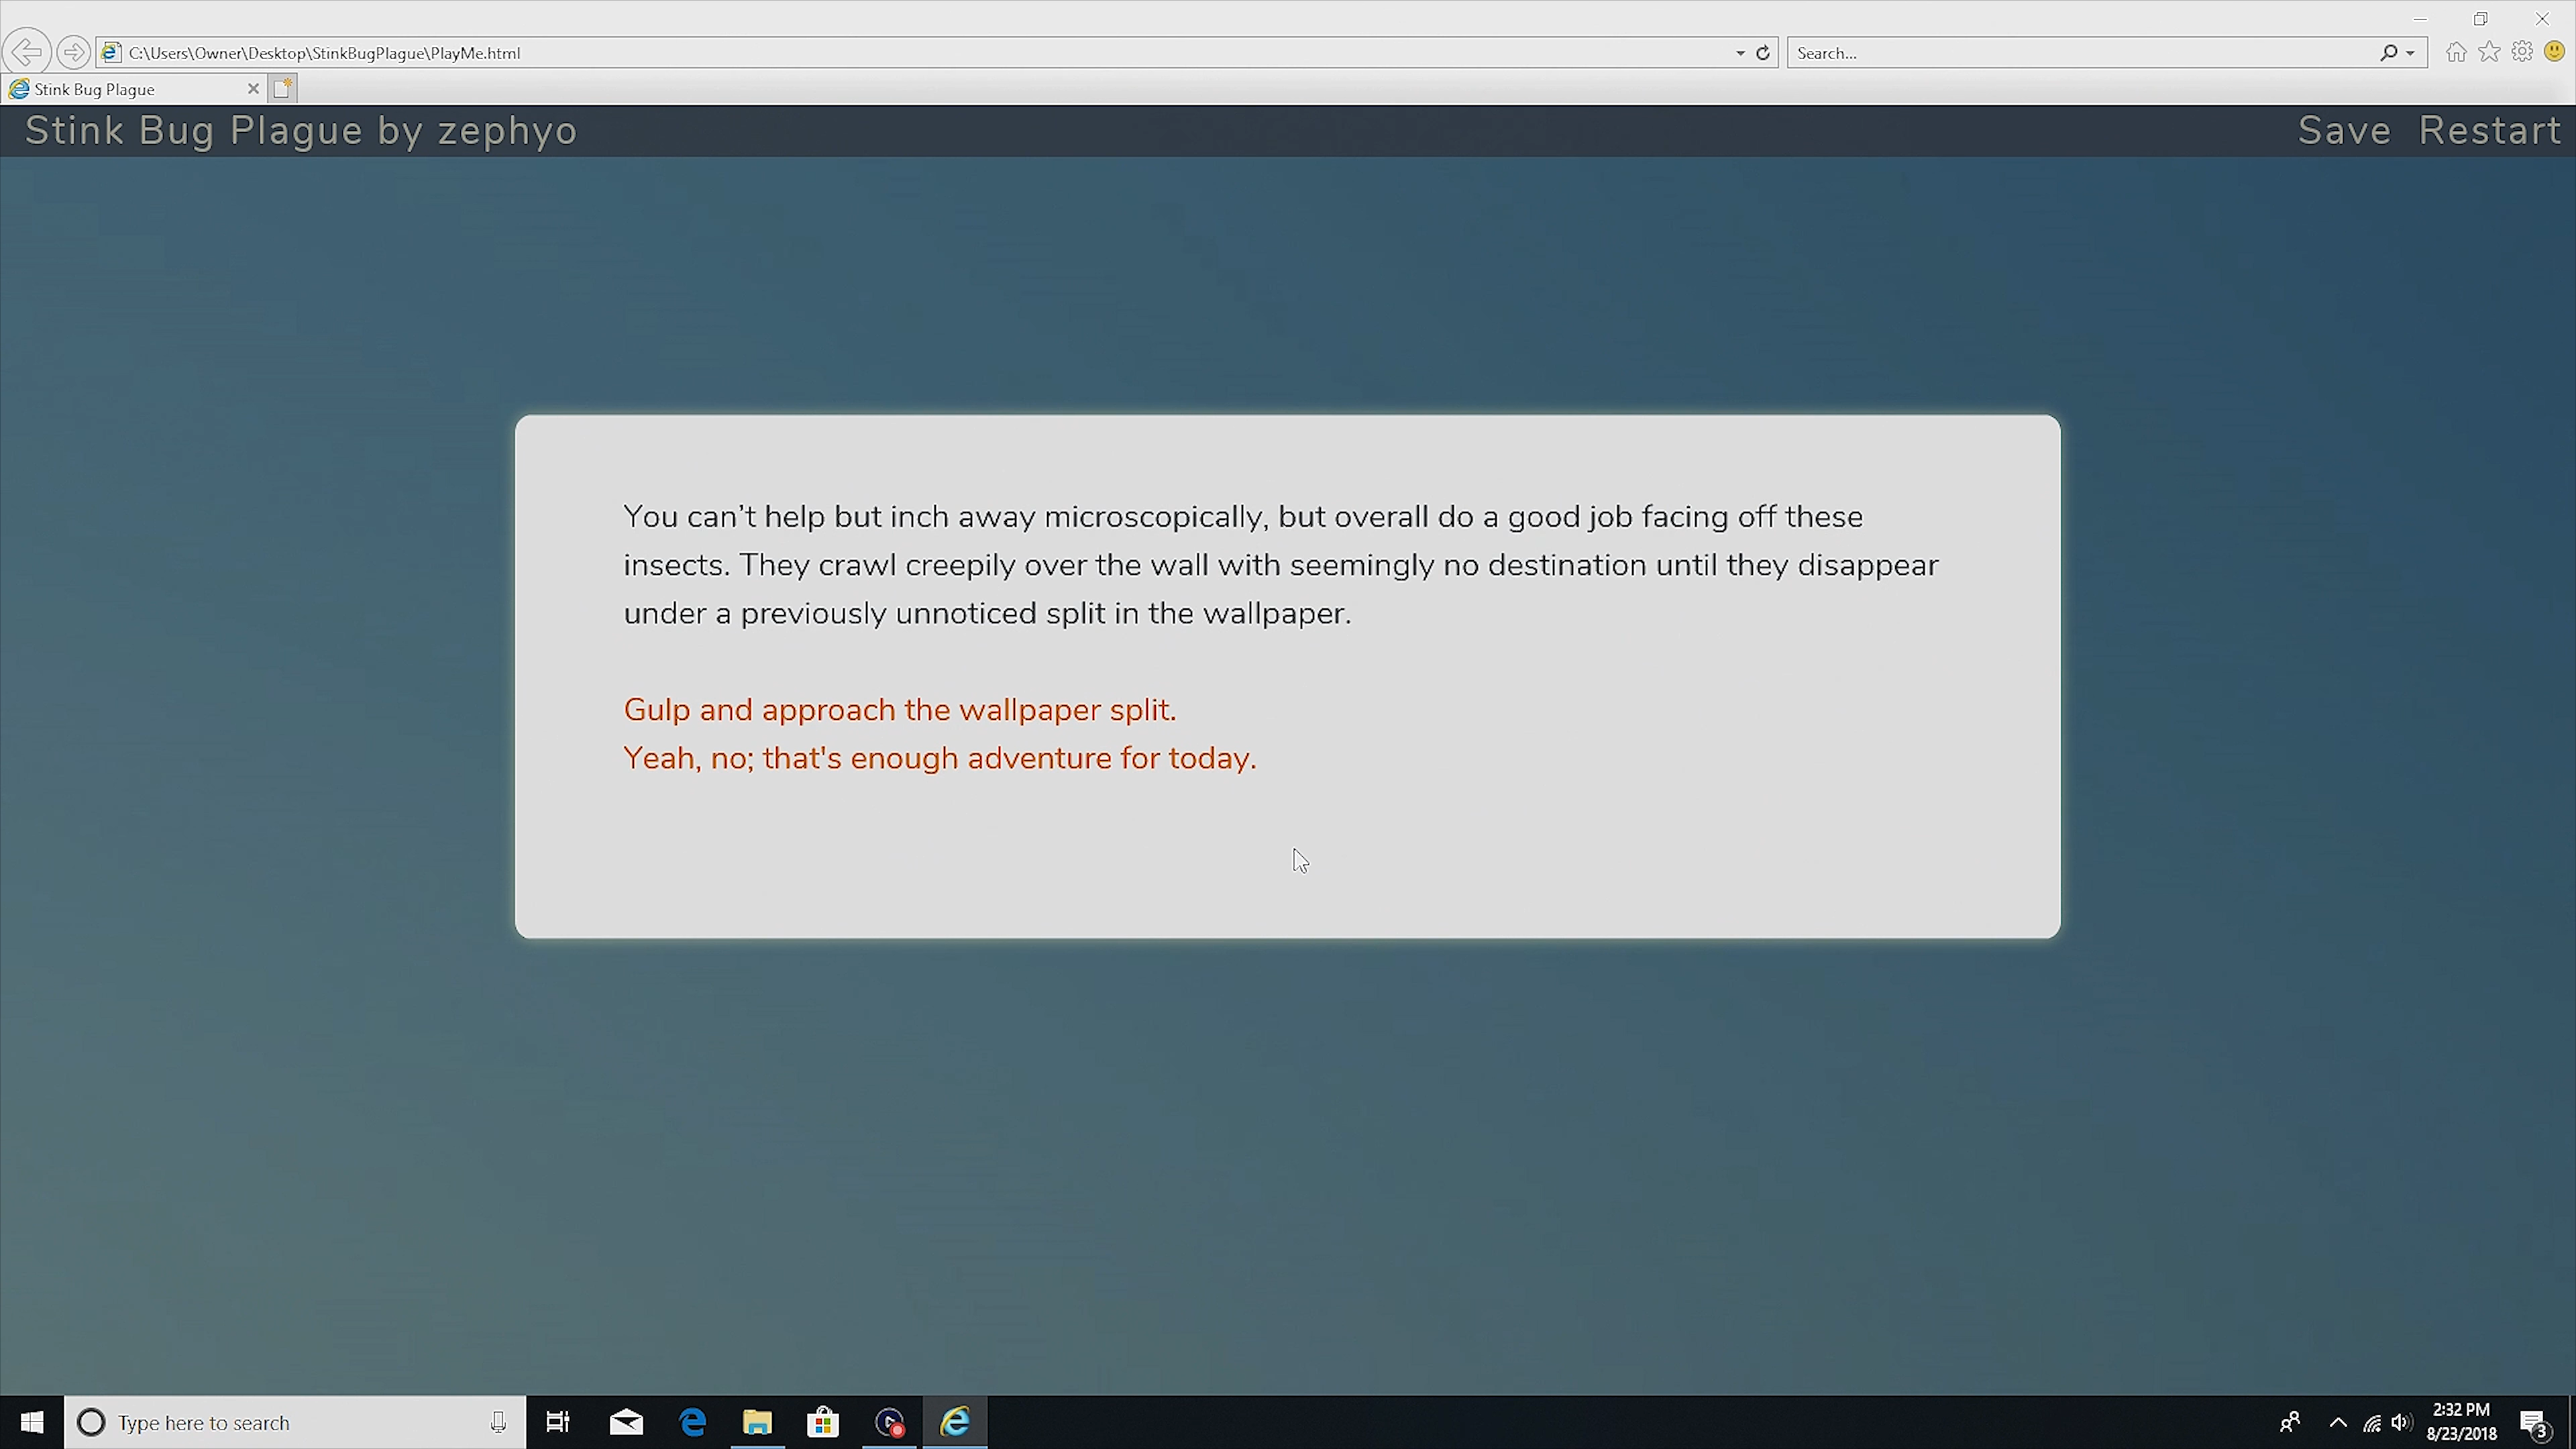 C:\Users\Owner\Desktop\StinkBugPlague\PlayMe.html
Search...
Stink Bug Plague
Stink Bug Plague by zephyo
Save Restart
You can’t help but inch away microscopically, but overall do a good job facing off these
insects. They crawl creepily over the wall with seemingly no destination until they disappear
under a previously unnoticed split in the wallpaper.
Gulp and approach the wallpaper split.
Yeah, no; that's enough adventure for today.
Type here to search
2:32 PM
8/23/2018
3